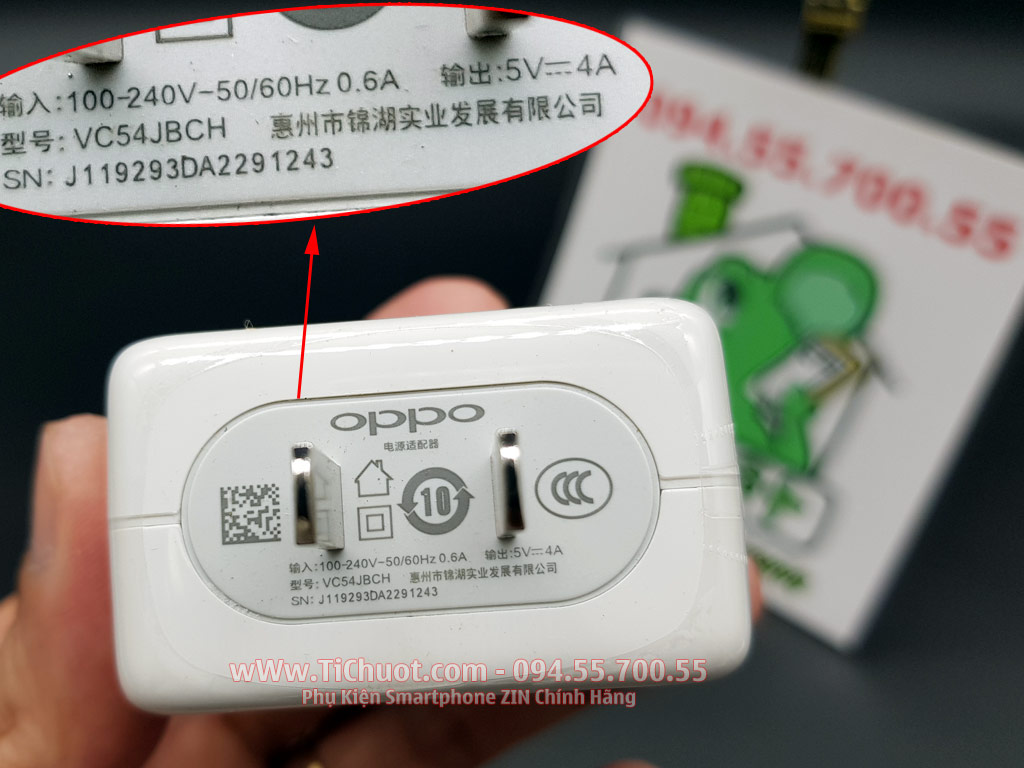 输入:100-240V~50/60Hz 0.6A 输出:5V⎓4A
型号: VC54JBCH 惠州市锦湖实业发展有限公司
SN: J119293DA2291243
094.55.700.55
oppo
电源适配器
10
CCC
输入:100-240V~50/60Hz 0.6A 输出:5V⎓4A
型号: VC54JBCH 惠州市锦湖实业发展有限公司
SN: J119293DA2291243
wWw.TiChuot.com - 094.55.700.55
Phụ Kiện Smartphone ZIN Chính Hãng